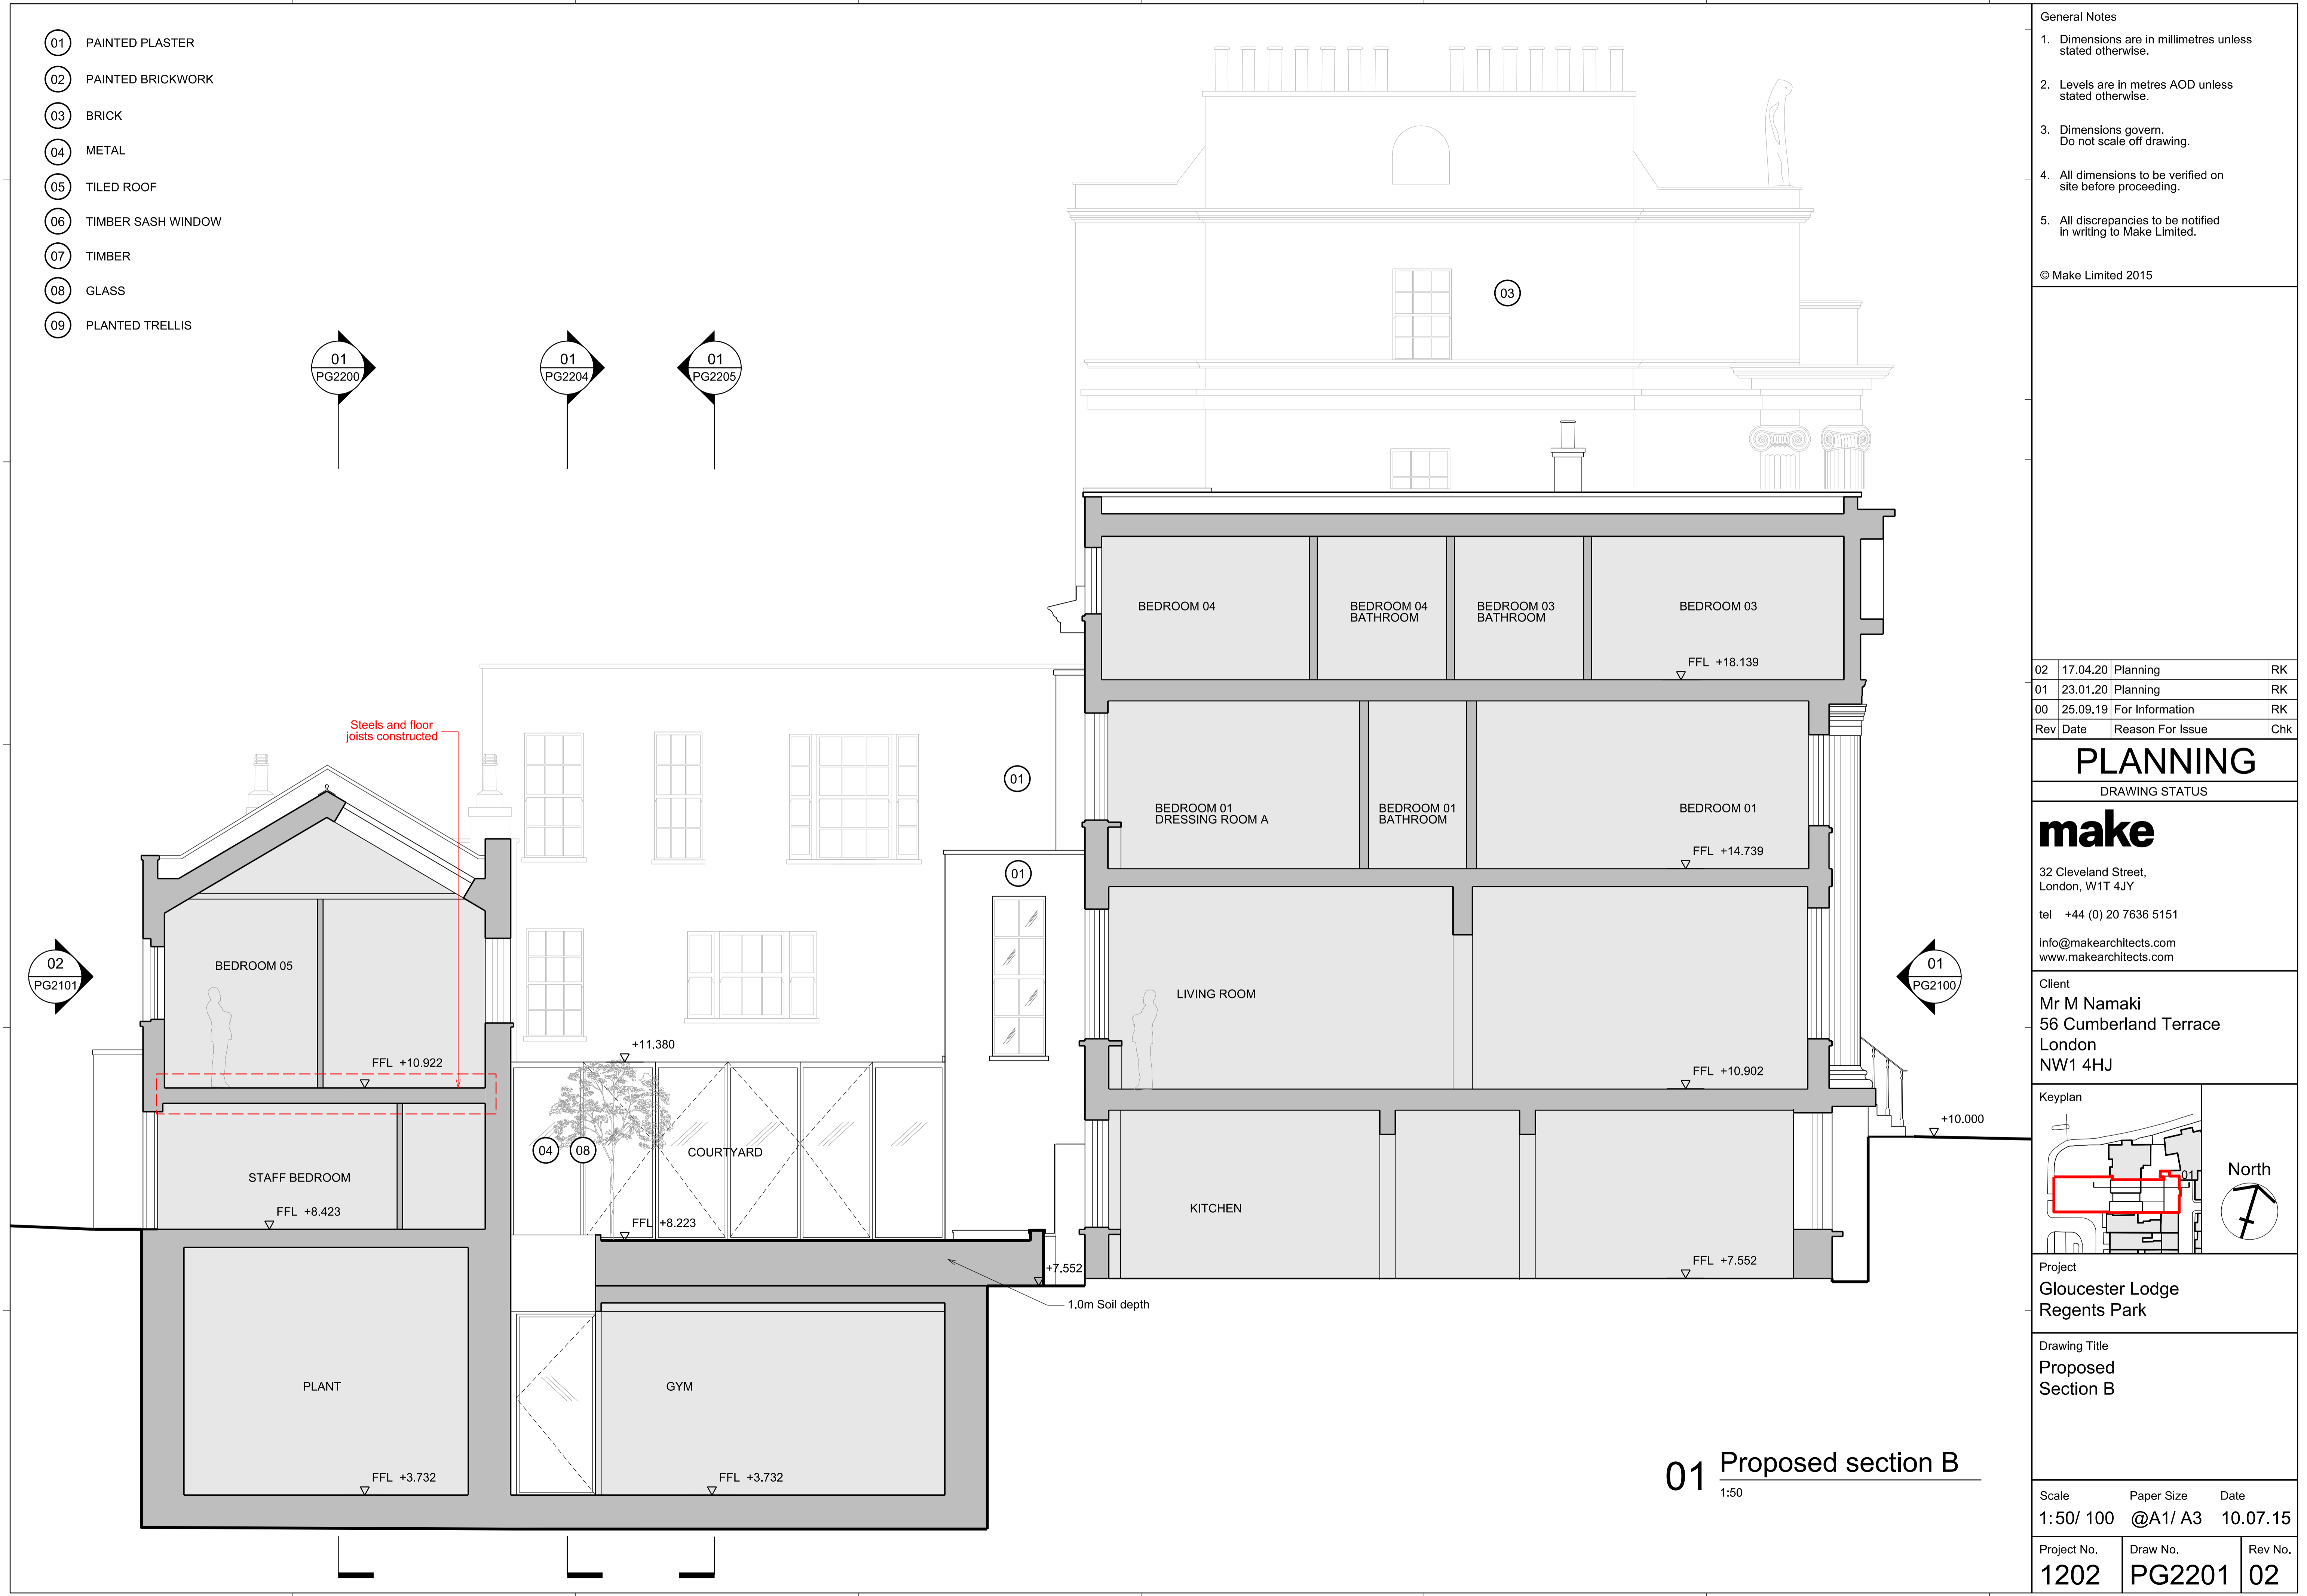 01 PAINTED PLASTER
02 PAINTED BRICKWORK
03 BRICK
04 METAL
05 TILED ROOF
06 TIMBER SASH WINDOW
07 TIMBER
08 GLASS
09 PLANTED TRELLIS
01
PG2200
01
PG2204
01
PG2205
03
BEDROOM 04
BEDROOM 04
BATHROOM
BEDROOM 03
BATHROOM
BEDROOM 03
FFL +18.139
Steels and floor
joists constructed
01
BEDROOM 01
DRESSING ROOM A
BEDROOM 01
BATHROOM
BEDROOM 01
FFL +14.739
01
02
PG2101
BEDROOM 05
LIVING ROOM
01
PG2100
+11.380
FFL +10.922
FFL +10.902
+10.000
04
08
COURTYARD
STAFF BEDROOM
FFL +8.423
FFL +8.223
KITCHEN
FFL +7.552
+7.552
1.0m Soil depth
PLANT
GYM
FFL +3.732
FFL +3.732
01 Proposed section B
1:50
General Notes
1. Dimensions are in millimetres unless
stated otherwise.
2. Levels are in metres AOD unless
stated otherwise.
3. Dimensions govern.
Do not scale off drawing.
4. All dimensions to be verified on
site before proceeding.
5. All discrepancies to be notified
in writing to Make Limited.
© Make Limited 2015
02 17.04.20 Planning RK
01 23.01.20 Planning RK
00 25.09.19 For Information RK
Rev Date Reason For Issue Chk
PLANNING
DRAWING STATUS
make
32 Cleveland Street,
London, W1T 4JY
tel +44 (0) 20 7636 5151
info@makearchitects.com
www.makearchitects.com
Client
Mr M Namaki
56 Cumberland Terrace
London
NW1 4HJ
Keyplan
01
North
Project
Gloucester Lodge
Regents Park
Drawing Title
Proposed
Section B
Scale Paper Size Date
1:50/ 100 @A1/ A3 10.07.15
Project No. Draw No. Rev No.
1202 PG2201 02